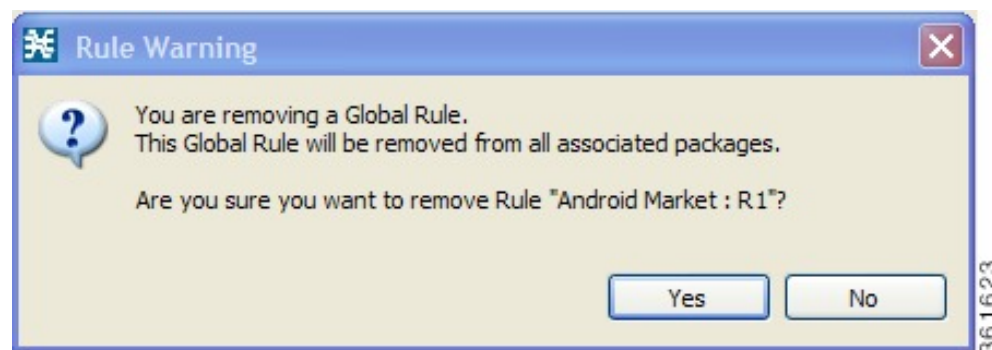 Rule Warning
You are removing a Global Rule.
This Global Rule will be removed from all associated packages.
Are you sure you want to remove Rule "Android Market : R1"?
Yes
No
361623